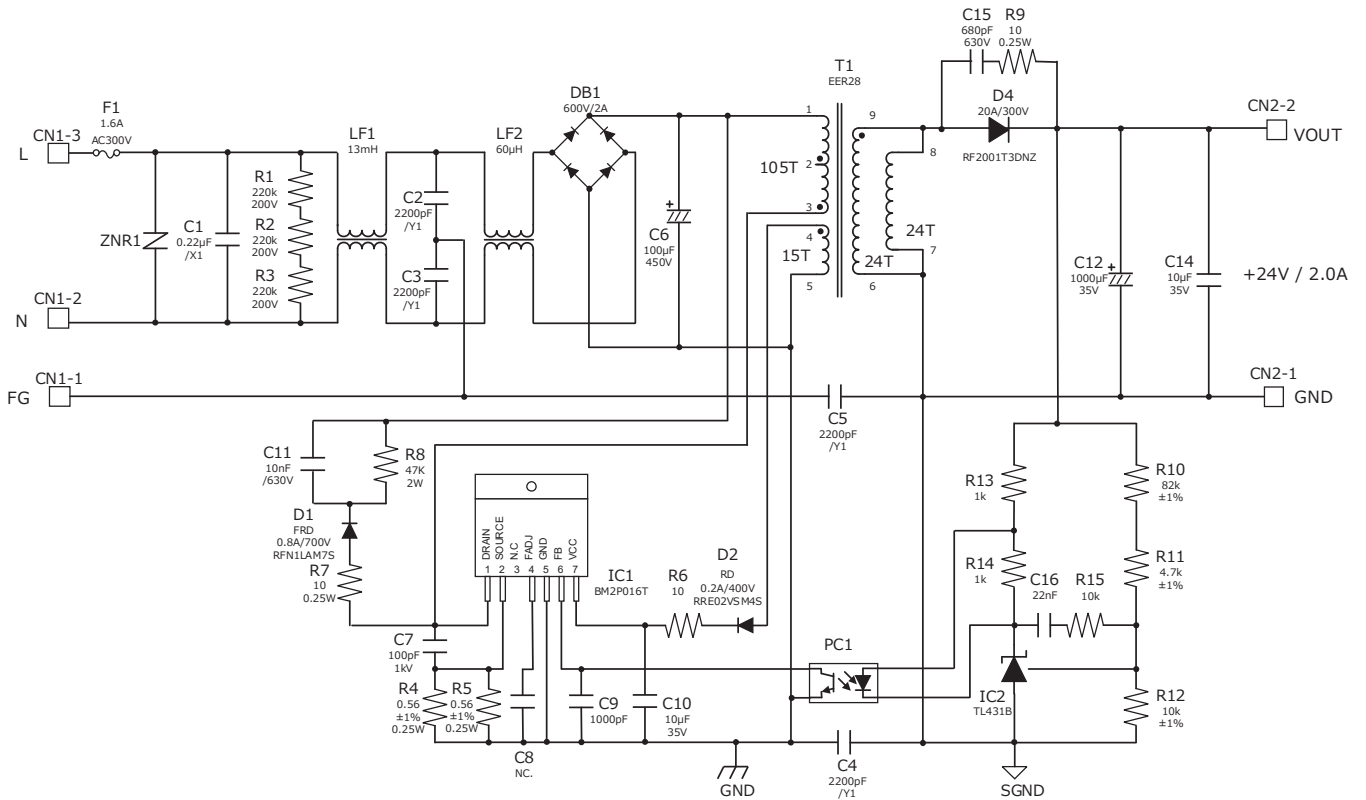 C15
680pF
630V
R9
10
0.25W
T1
EER28
D4
20A/300V
RF2001T3DNZ
CN2-2
VOUT
F1
1.6A
AC300V
CN1-3
L
LF1
13mH
LF2
60µH
DB1
600V/2A
1
2
3
4
5
105T
15T
9
8
7
6
24T
24T
R1
220k
200V
R2
220k
200V
R3
220k
200V
ZNR1
C1
0.22µF
/X1
C2
2200pF
/Y1
C3
2200pF
/Y1
+
C6
100µF
450V
+
C12
1000µF
35V
C14
10µF
35V
+24V / 2.0A
CN1-2
N
CN1-1
FG
C5
2200pF
/Y1
CN2-1
GND
C11
10nF
/630V
R8
47K
2W
D1
FRD
0.8A/700V
RFN1LAM7S
R7
10
0.25W
DRAIN
SOURCE
N.C
FADJ
GND
FB
VCC
1
2
3
4
5
6
7
IC1
BM2P016T
R6
10
D2
RD
0.2A/400V
RRE02VSM4S
R13
1k
R10
82k
±1%
R14
1k
R11
4.7k
±1%
C16
22nF
R15
10k
C7
100pF
1kV
R4
0.56
±1%
0.25W
R5
0.56
±1%
0.25W
C8
NC.
C9
1000pF
C10
10µF
35V
PC1
IC2
TL431B
R12
10k
±1%
GND
C4
2200pF
/Y1
SGND